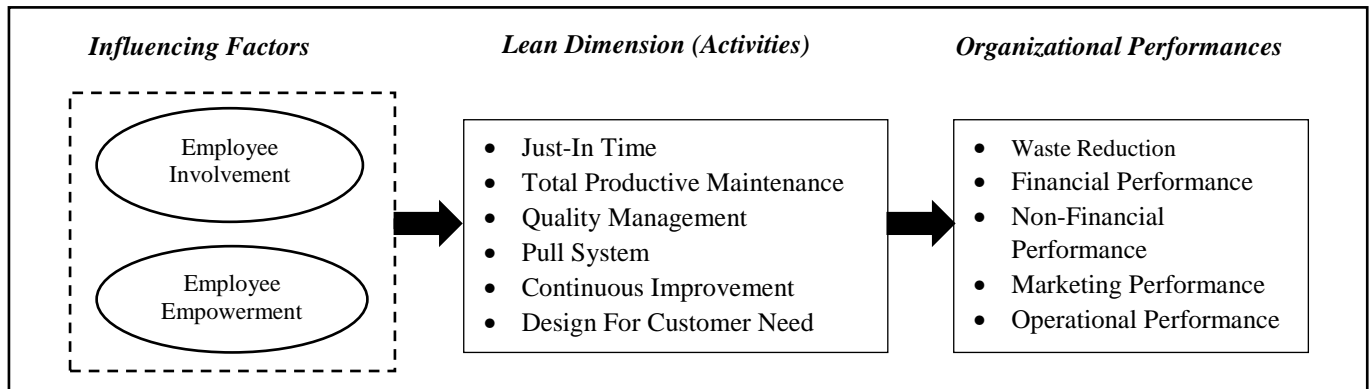 Influencing Factors
Lean Dimension (Activities)
Organizational Performances
Employee
Involvement
Employee
Empowerment
• Just-In Time
• Total Productive Maintenance
• Quality Management
• Pull System
• Continuous Improvement
• Design For Customer Need
• Waste Reduction
• Financial Performance
• Non-Financial
Performance
• Marketing Performance
• Operational Performance